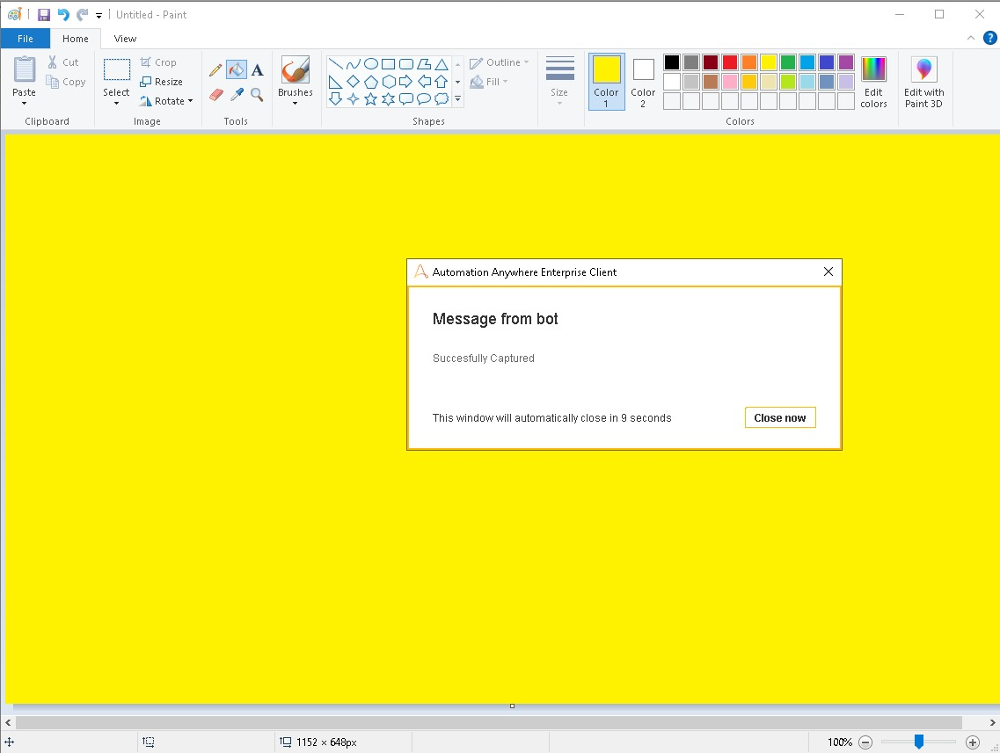 Untitled - Paint
File Home View
Paste
Cut
Copy
Clipboard
Select
Crop
Resize
Rotate
Image
A
Tools
Brushes
Shapes
Outline
Fill
Size
Color 1
Color 2
Edit colors
Colors
Edit with Paint 3D
?
Automation Anywhere Enterprise Client
Message from bot
Succesfully Captured
This window will automatically close in 9 seconds
Close now
1152 × 648px
100%